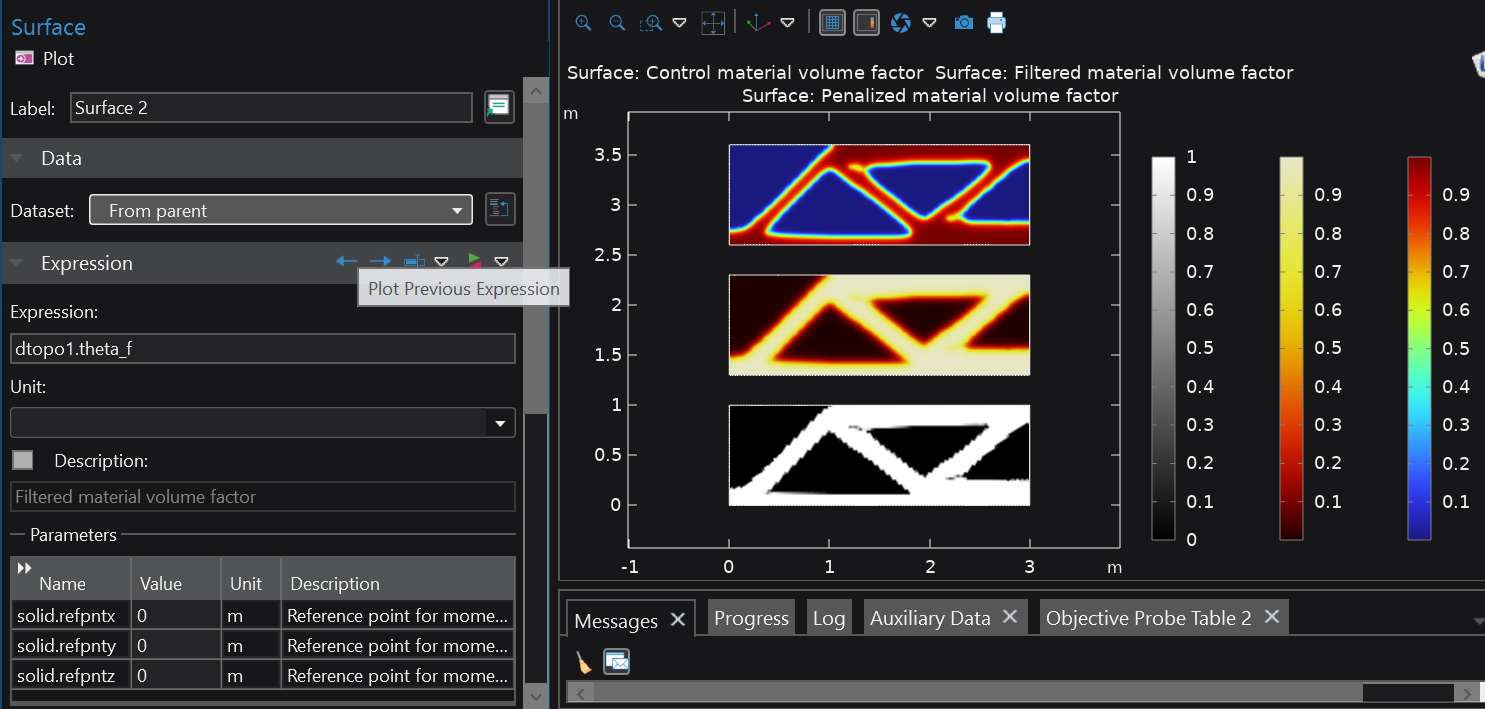 Surface
Plot
Label: Surface 2
Data
Dataset: From parent
Expression
Plot Previous Expression
Expression:
dtopo1.theta_f
Unit:
Description:
Filtered material volume factor
Parameters
Name Value Unit Description
solid.refpntx 0 m Reference point for mome...
solid.refpnty 0 m Reference point for mome...
solid.refpntz 0 m Reference point for mome...
Surface: Control material volume factor Surface: Filtered material volume factor
Surface: Penalized material volume factor
m
3.5
3
2.5
2
1.5
1
0.5
0
-1 0 1 2 3 m
1
0.9 0.9 0.9
0.8 0.8 0.8
0.7 0.7 0.7
0.6 0.6 0.6
0.5 0.5 0.5
0.4 0.4 0.4
0.3 0.3 0.3
0.2 0.2 0.2
0.1 0.1 0.1
0
Messages Progress Log Auxiliary Data Objective Probe Table 2